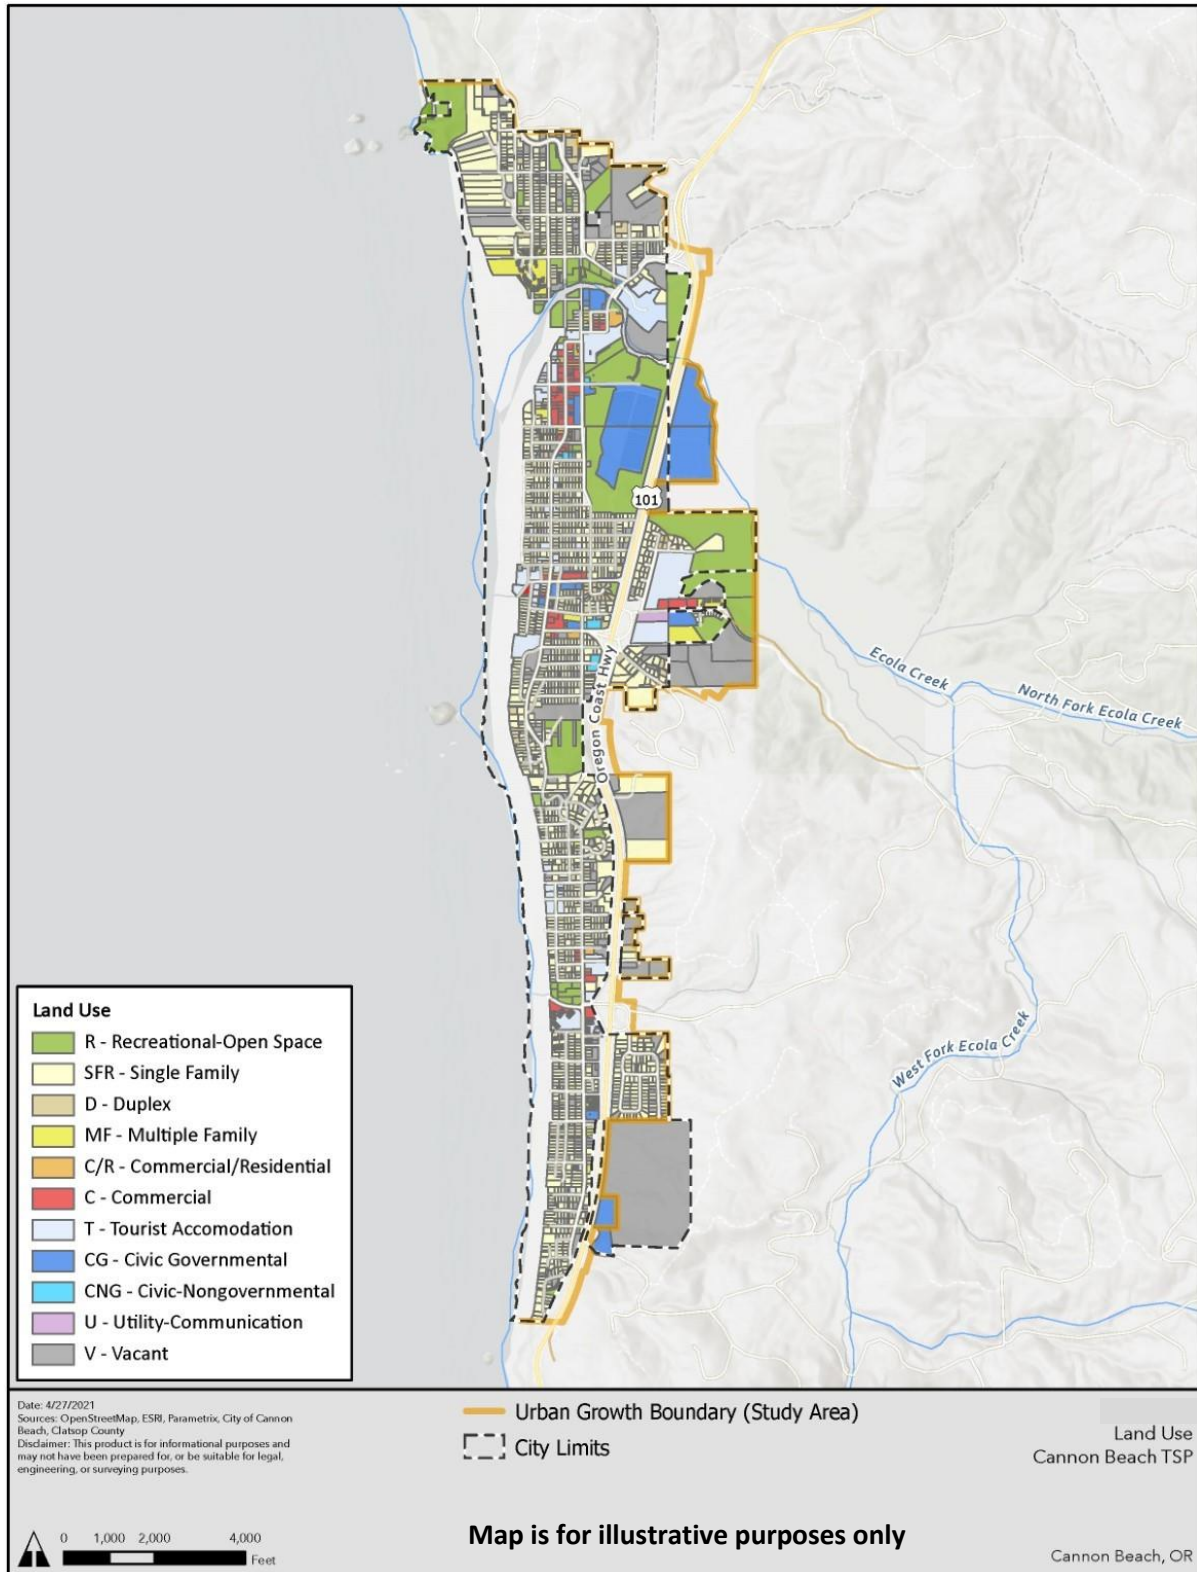 101
Oregon Coast Hwy
Ecola Creek
North Fork Ecola Creek
West Fork Ecola Creek
Land Use
R - Recreational-Open Space
SFR - Single Family
D - Duplex
MF - Multiple Family
C/R - Commercial/Residential
C - Commercial
T - Tourist Accomodation
CG - Civic Governmental
CNG - Civic-Nongovernmental
U - Utility-Communication
V - Vacant
Date: 4/27/2021
Sources: OpenStreetMap, ESRI, Parametrix, City of Cannon
Beach, Clatsop County
Disclaimer: This product is for informational purposes and
may not have been prepared for, or be suitable for legal,
engineering, or surveying purposes.
Urban Growth Boundary (Study Area)
City Limits
Land Use
Cannon Beach TSP
0 1,000 2,000 4,000
Feet
Map is for illustrative purposes only
Cannon Beach, OR